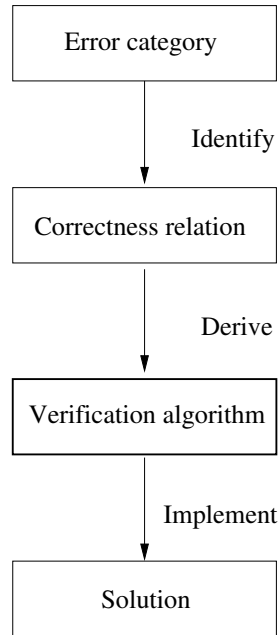 Error category
Identify
Correctness relation
Derive
Verification algorithm
Implement
Solution